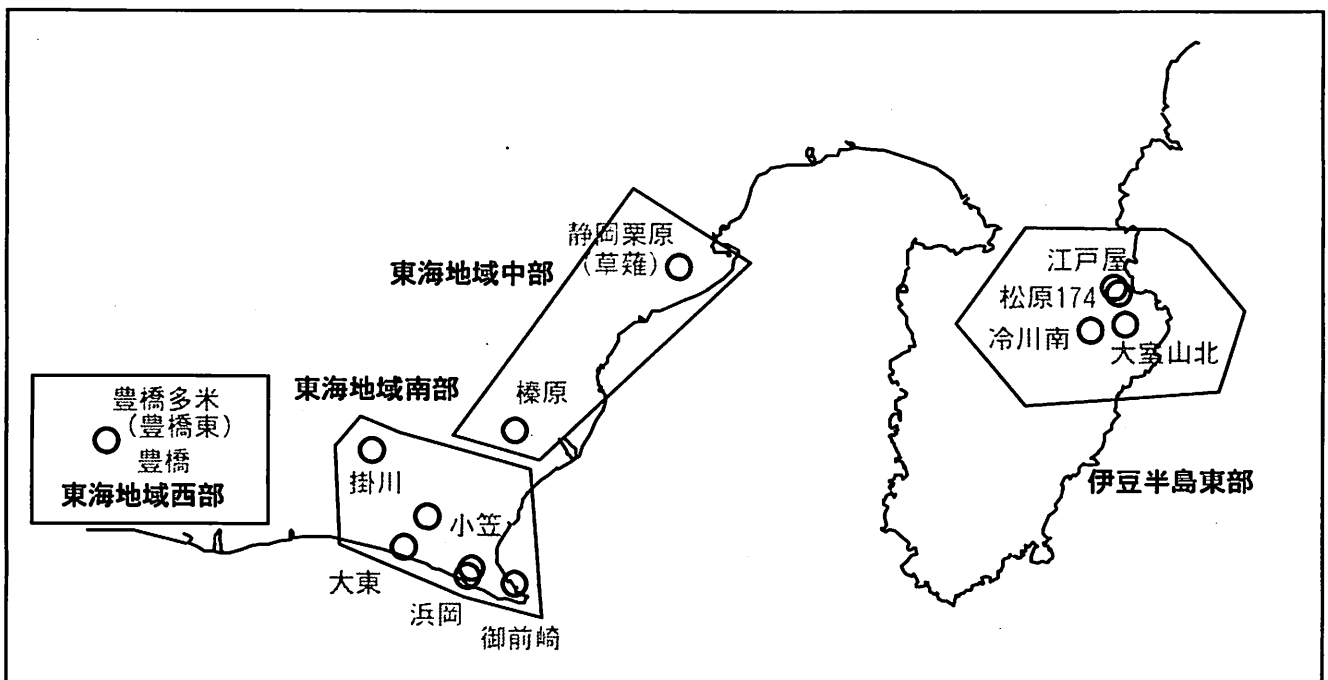 静岡栗原
(草薙)
東海地域中部
江戸屋
松原174
冷川南
大室山北
東海地域南部
榛原
豊橋多米
(豊橋東)
豊橋
東海地域西部
掛川
小笠
大東
浜岡
御前崎
伊豆半島東部